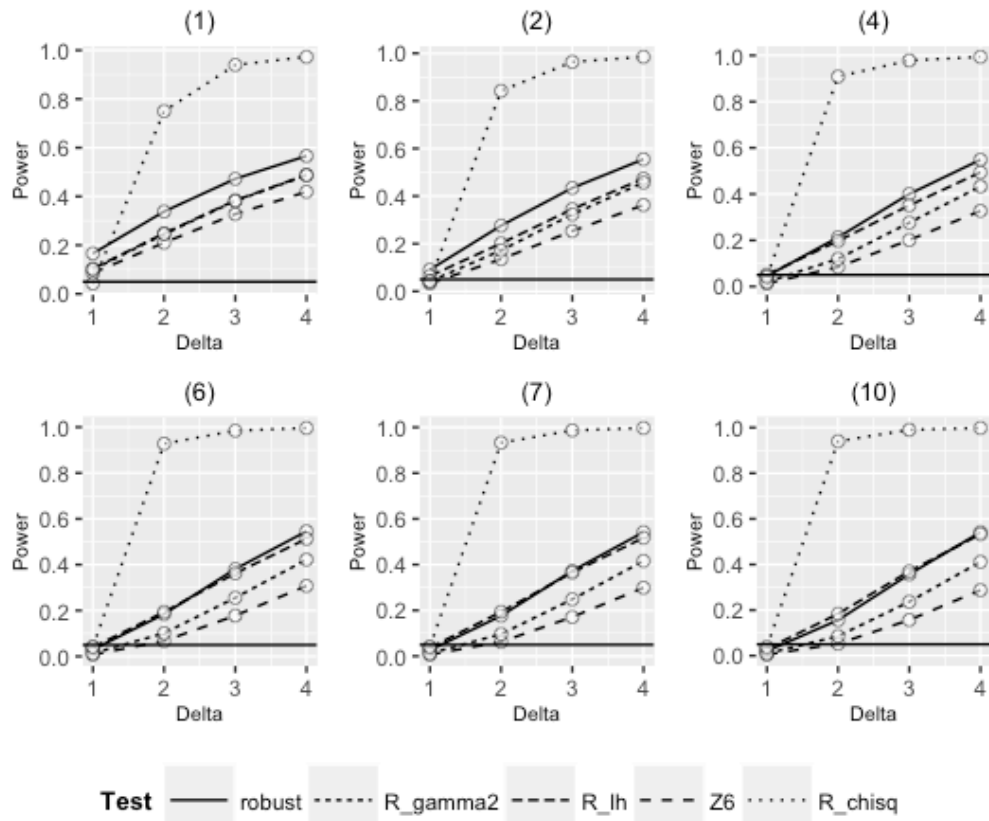 (1) (2) (4)
1.0 1.0 1.0
0.8 0.8 0.8
0.6 0.6 0.6
0.4 0.4 0.4
0.2 0.2 0.2
0.0 0.0 0.0
Power Power Power
1 2 3 4 1 2 3 4 1 2 3 4
Delta Delta Delta
(6) (7) (10)
1.0 1.0 1.0
0.8 0.8 0.8
0.6 0.6 0.6
0.4 0.4 0.4
0.2 0.2 0.2
0.0 0.0 0.0
Power Power Power
1 2 3 4 1 2 3 4 1 2 3 4
Delta Delta Delta
Test robust R_gamma2 R_lh Z6 R_chisq